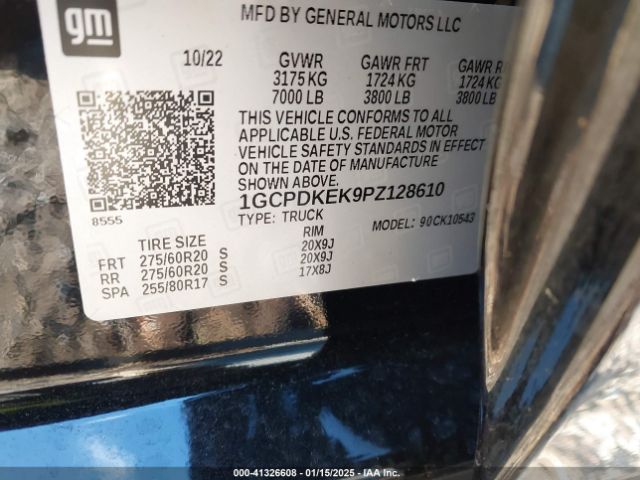 gm
MFD BY GENERAL MOTORS LLC
10/22 GVWR GAWR FRT GAWR
3175 KG 1724 KG 1724 KG
7000 LB 3800 LB 3800 LB
THIS VEHICLE CONFORMS TO ALL
APPLICABLE U.S. FEDERAL MOTOR
VEHICLE SAFETY STANDARDS IN EFFECT
ON THE DATE OF MANUFACTURE
SHOWN ABOVE.
8555
1GCPDKEK9PZ128610
TYPE: TRUCK MODEL: 90CK10543
TIRE SIZE RIM
FRT 275/60R20 S 20X9J
RR 275/60R20 S 20X9J
SPA 255/80R17 S 17X8J
000-41326608 - 01/15/2025 - IAA Inc.